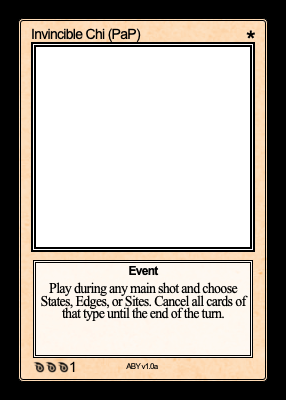 Invincible Chi (PaP) *
Event
Play during any main shot and choose
States, Edges, or Sites. Cancel all cards of
that type until the end of the turn.
1
ABY v1.0a